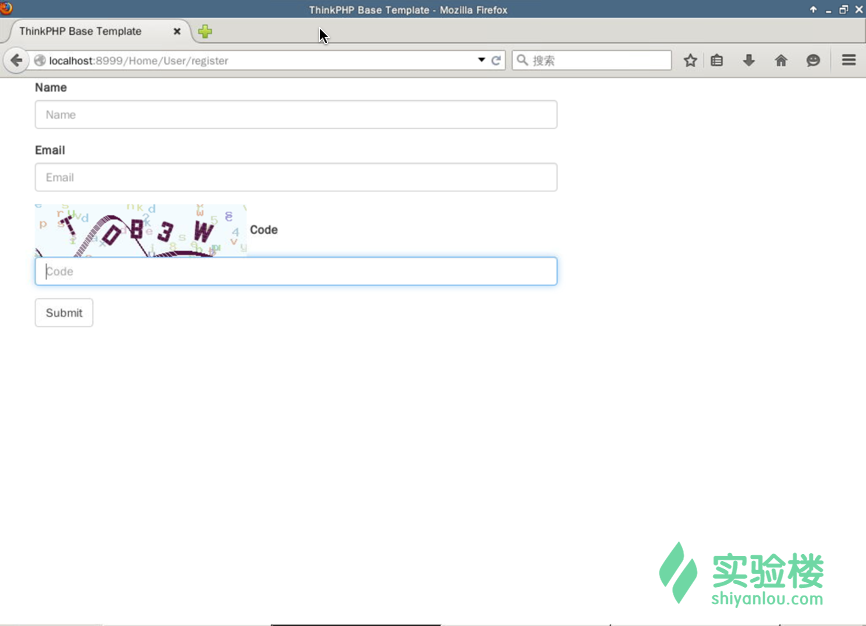 ThinkPHP Base Template - Mozilla Firefox
ThinkPHP Base Template
localhost:8999/Home/User/register
搜索
Name
Name
Email
Email
Code
Code
Submit
实验楼
shiyanlou.com